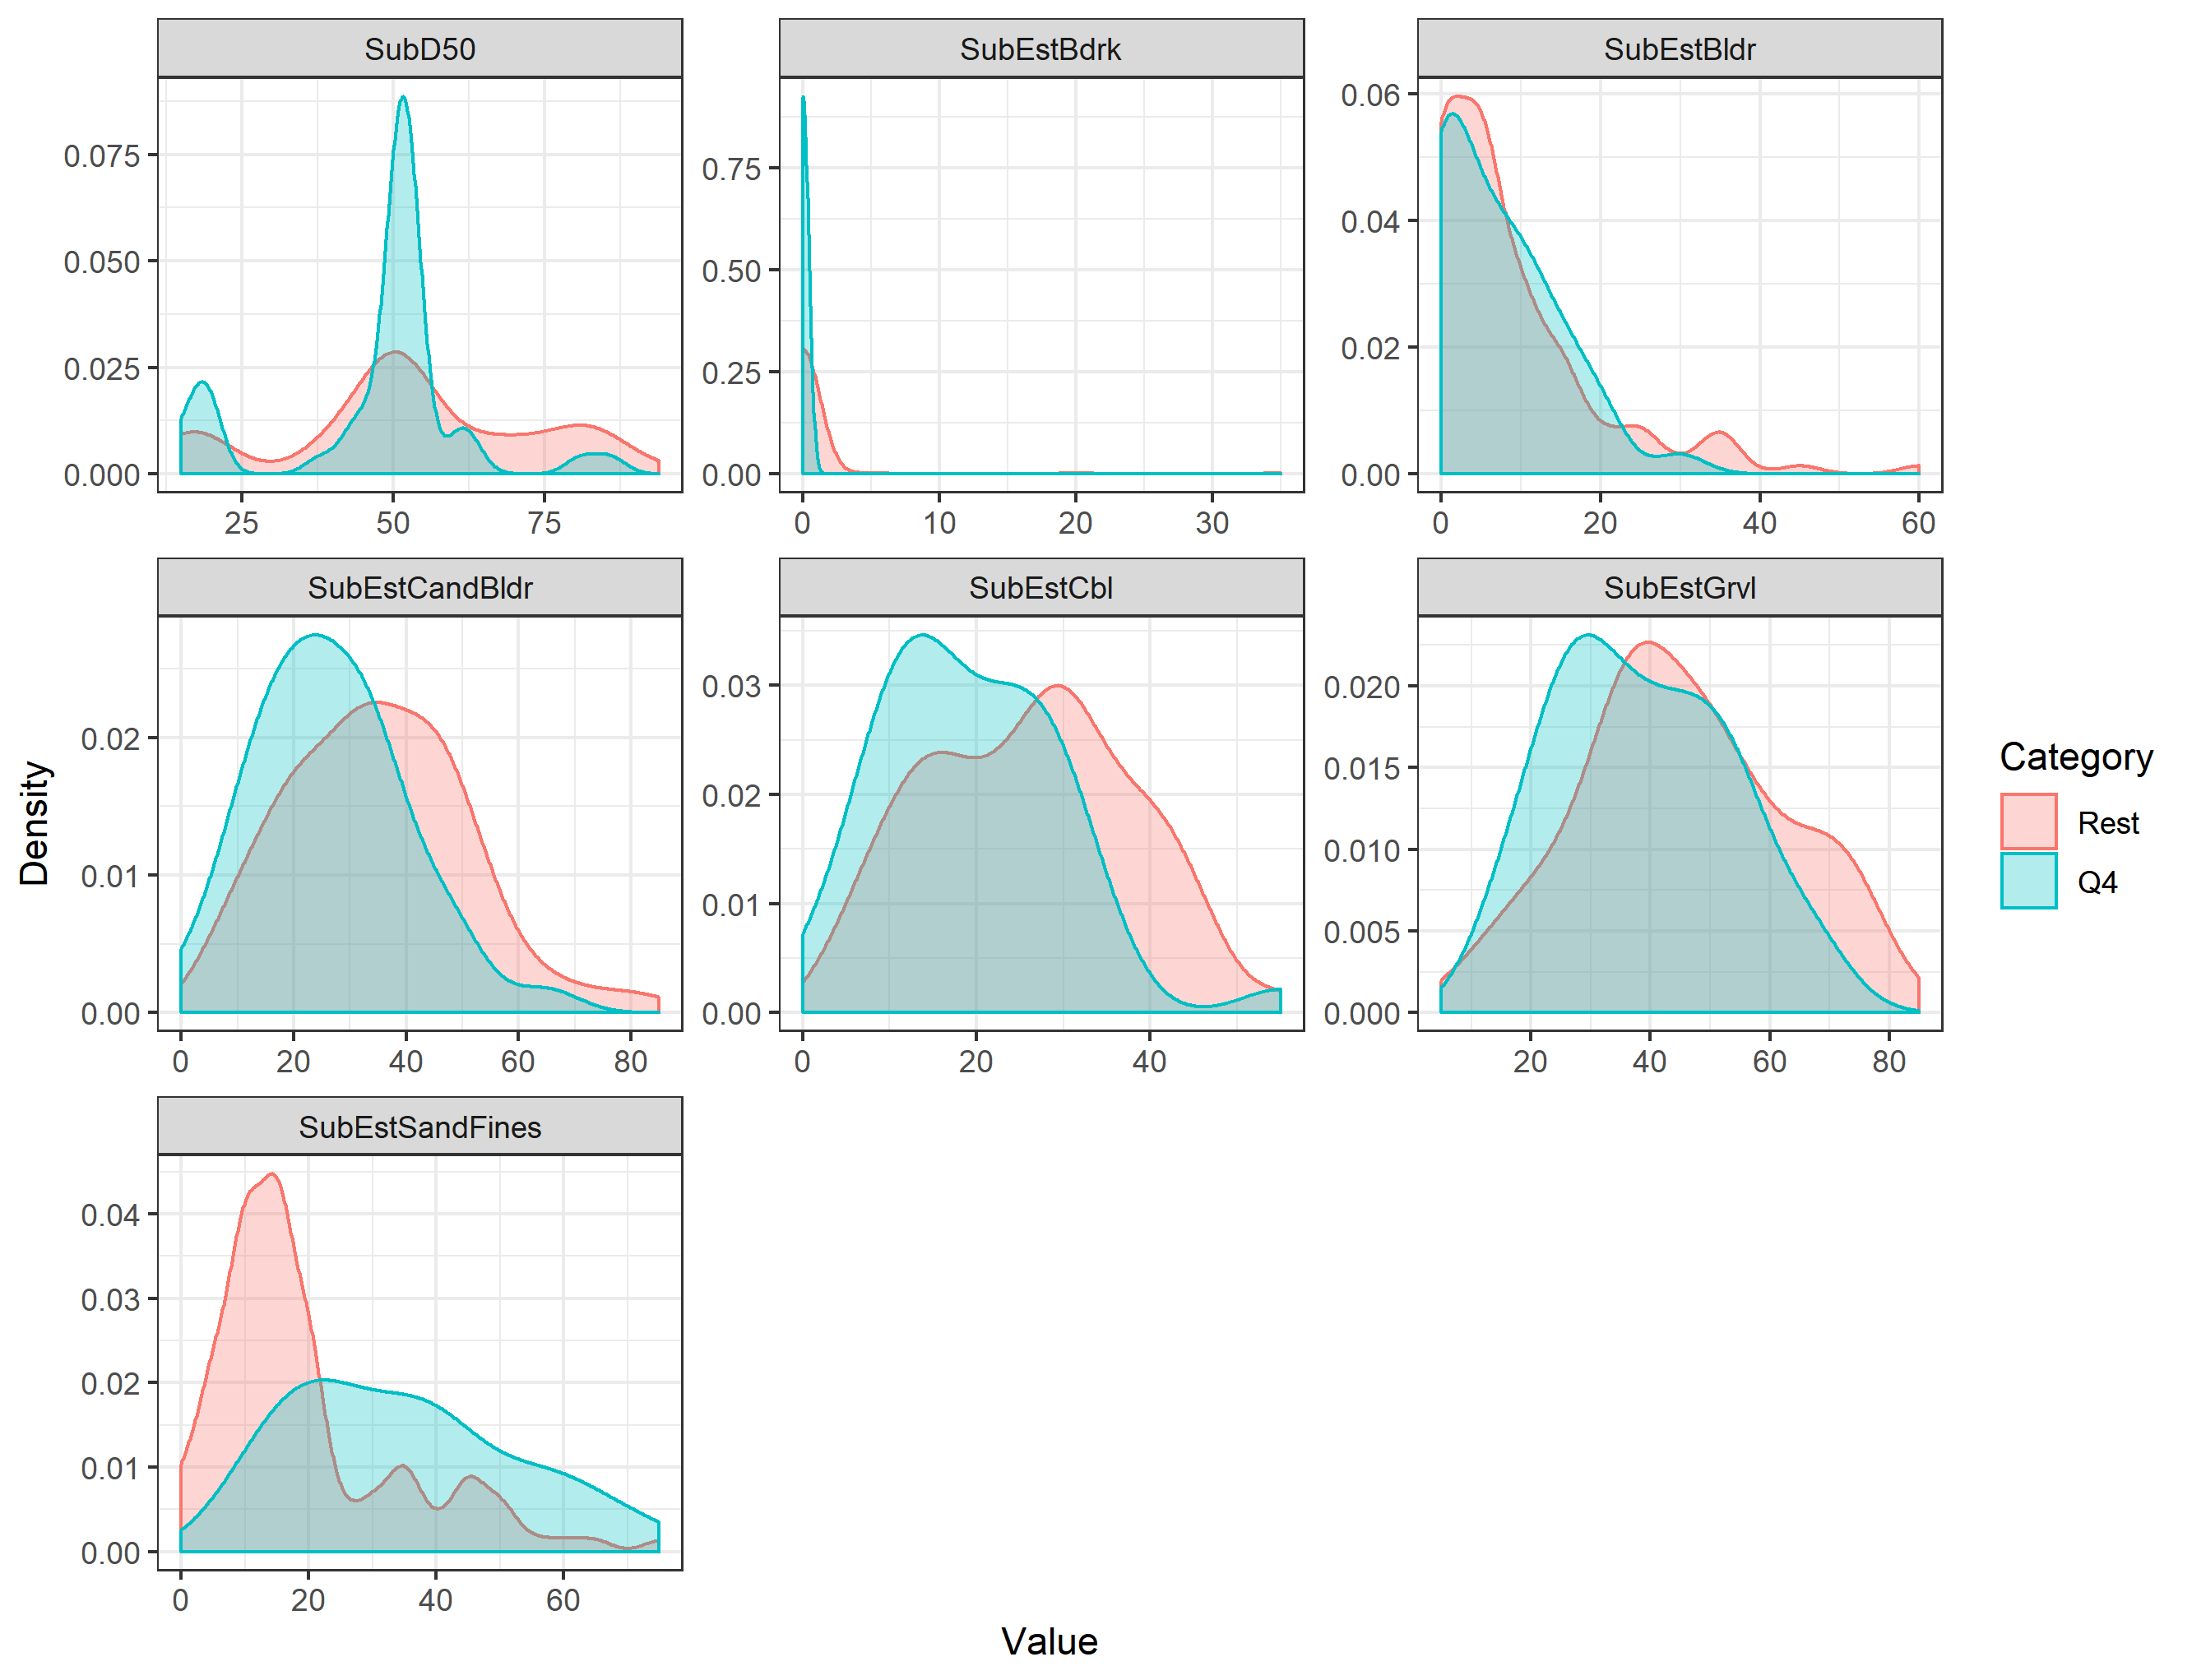 SubD50
SubEstBdrk
SubEstBldr
0.075
0.050
0.025
0.000
25 50 75
0.75
0.50
0.25
0.00
0 10 20 30
0.06
0.04
0.02
0.00
0 20 40 60
SubEstCandBldr
SubEstCbl
SubEstGrvl
0.02
0.01
0.00
0 20 40 60 80
0.03
0.02
0.01
0.00
0 20 40
0.020
0.015
0.010
0.005
0.000
20 40 60 80
SubEstSandFines
0.04
0.03
0.02
0.01
0.00
0 20 40 60
Density
Value
Category
Rest
Q4